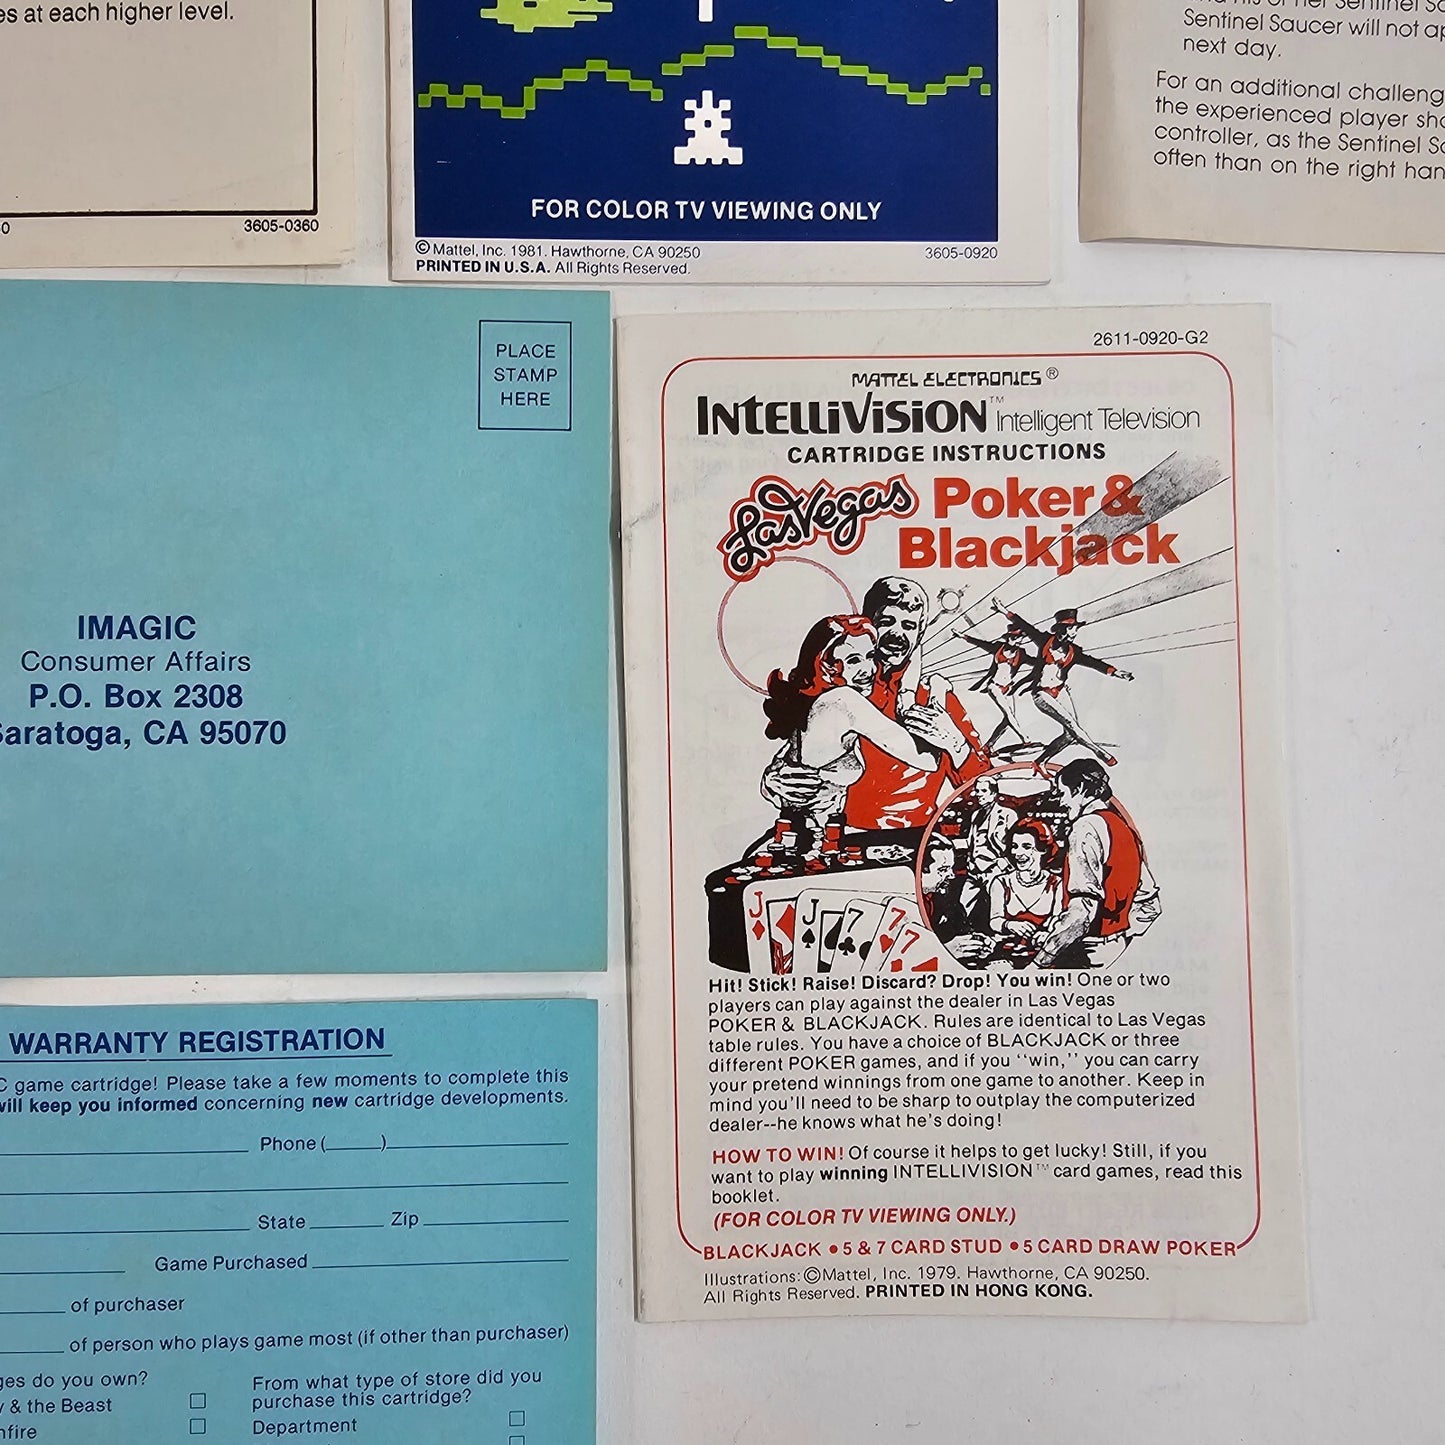 es at each higher level.
3605-0360
FOR COLOR TV VIEWING ONLY
© Mattel, Inc. 1981. Hawthorne, CA 90250
3605-0920
PRINTED IN U.S.A. All Rights Reserved.
Sentinel Saucer will not
next day.
For an additional
the experienced player
controller, as the Sentinel
often than on the right
PLACE
STAMP
HERE
IMAGIC
Consumer Affairs
P.O. Box 2308
Saratoga, CA 95070
WARRANTY REGISTRATION
C game cartridge! Please take a few moments to complete this
will keep you informed concerning new cartridge developments.
Phone (     )
State
Zip
Game Purchased
of purchaser
of person who plays game most (if other than purchaser)
ges do you own?
& the Beast
nfire
From what type of store did you
purchase this cartridge?
Department
2611-0920-G2
MATTEL ELECTRONICS®
INTELLIVISION™ Intelligent Television
CARTRIDGE INSTRUCTIONS
Las Vegas Poker &
Blackjack
J J 7 7 7
Hit! Stick! Raise! Discard? Drop! You win! One or two
players can play against the dealer in Las Vegas
POKER & BLACKJACK. Rules are identical to Las Vegas
table rules. You have a choice of BLACKJACK or three
different POKER games, and if you ''win,'' you can carry
your pretend winnings from one game to another. Keep in
mind you'll need to be sharp to outplay the computerized
dealer--he knows what he's doing!
HOW TO WIN! Of course it helps to get lucky! Still, if you
want to play winning INTELLIVISION™ card games, read this
booklet.
(FOR COLOR TV VIEWING ONLY.)
BLACKJACK • 5 & 7 CARD STUD • 5 CARD DRAW POKER
Illustrations: © Mattel, Inc. 1979. Hawthorne, CA 90250.
All Rights Reserved. PRINTED IN HONG KONG.